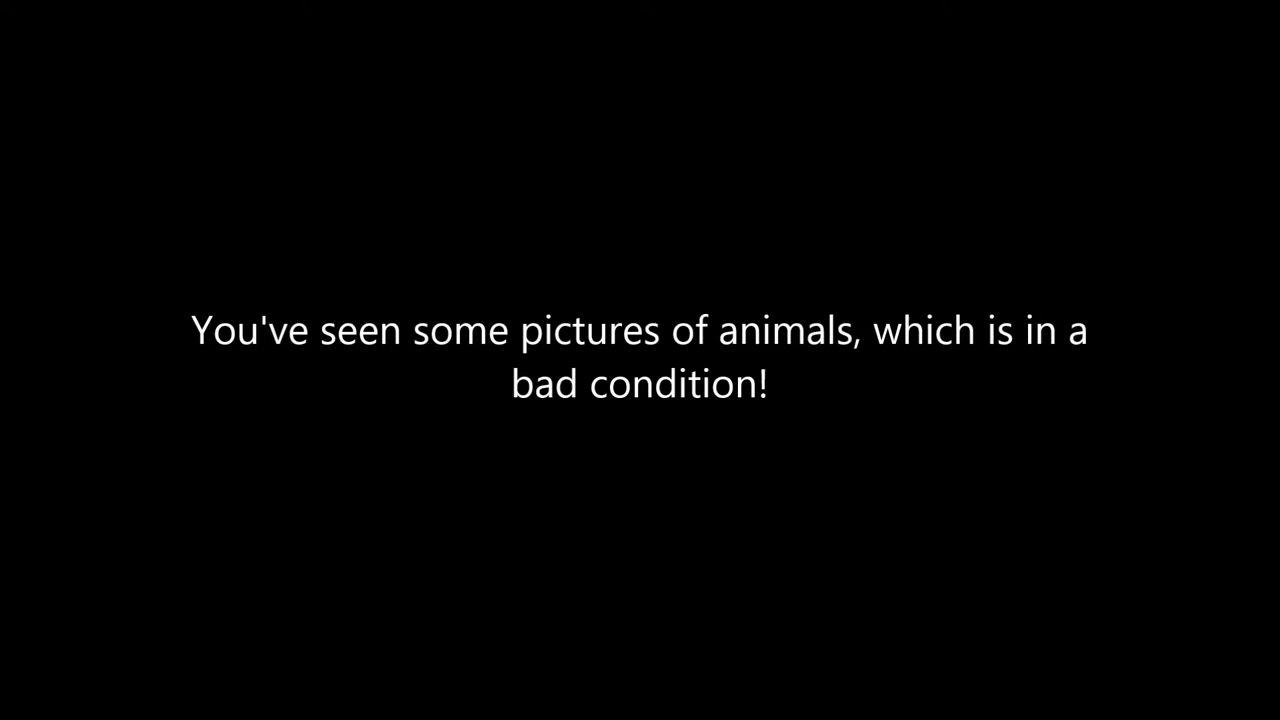 You've seen some pictures of animals, which is in a
bad condition!